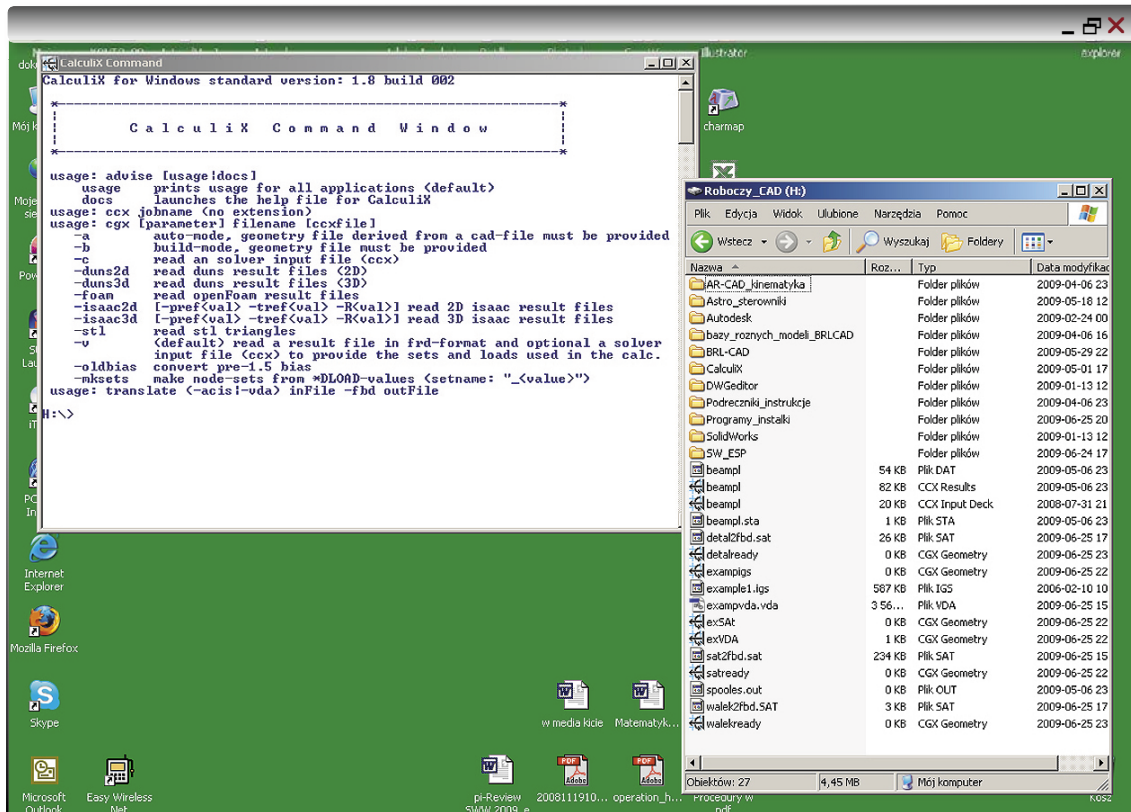 Illustrator
explorer
CalculiX Command
CalculiX for Windows standard version: 1.8 build 002
*----------------------------------------------------------------*
C a l c u l i X   C o m m a n d   W i n d o w
*----------------------------------------------------------------*
usage: advise [usage|docs]
usage prints usage for all applications (default)
docs launches the help file for CalculiX
usage: ccx jobname (no extension)
usage: cgx [parameter] filename [ccxfile]
-a auto-mode, geometry file derived from a cad-file must be provided
-b build-mode, geometry file must be provided
-c read an solver input file (ccx)
-duns2d read duns result files (2D)
-duns3d read duns result files (3D)
-foam read openFoam result files
-isaac2d [-pref<val> -tref<val> -R<val>] read 2D isaac result files
-isaac3d [-pref<val> -tref<val> -R<val>] read 3D isaac result files
-stl read stl triangles
-v (default) read a result file in frd-format and optional a solver
input file (ccx) to provide the sets and loads used in the calc.
-oldbias convert pre-1.5 bias
-mksets make node-sets from *DLOAD-values (setname: "_<value>")
usage: translate (-acis|-vda) inFile -fbd outFile
H:\>
charmap
Roboczy_CAD (H:)
Plik Edycja Widok Ulubione Narzędzia Pomoc
Wstecz Wyszukaj Foldery
Nazwa Roz... Typ Data modyfikac
AR-CAD_kinematyka Folder plików 2009-04-06 23
Astro_sterowniki Folder plików 2009-05-18 12
Autodesk Folder plików 2009-02-24 00
bazy_roznych_modeli_BRLCAD Folder plików 2009-04-06 16
BRL-CAD Folder plików 2009-05-29 22
CalculiX Folder plików 2009-05-01 17
DWGeditor Folder plików 2009-01-13 12
Podreczniki_instrukcje Folder plików 2009-04-06 23
Programy_instalki Folder plików 2009-06-25 20
SolidWorks Folder plików 2009-01-13 12
SW_ESP Folder plików 2009-06-24 17
beampl 54 KB Plik DAT 2009-05-06 23
beampl 82 KB CCX Results 2009-05-06 23
beampl 20 KB CCX Input Deck 2008-07-31 21
beampl.sta 1 KB Plik STA 2009-05-06 23
detal2fbd.sat 26 KB Plik SAT 2009-06-25 17
detalready 0 KB CGX Geometry 2009-06-25 23
exampigs 0 KB CGX Geometry 2009-06-25 22
example1.igs 587 KB Plik IGS 2006-02-10 10
exampvda.vda 3 56... Plik VDA 2009-06-25 15
exSAt 0 KB CGX Geometry 2009-06-25 22
exVDA 1 KB CGX Geometry 2009-06-25 22
sat2fbd.sat 234 KB Plik SAT 2009-06-25 15
satready 0 KB CGX Geometry 2009-06-25 22
spooles.out 0 KB Plik OUT 2009-05-06 23
walek2fbd.SAT 3 KB Plik SAT 2009-06-25 17
walekready 0 KB CGX Geometry 2009-06-25 23
Obiektów: 27 4,45 MB Mój komputer
Internet
Explorer
Mozilla Firefox
Skype
Microsoft
Outlook
Easy Wireless
Net
w media kicie
Matematyk...
pi-Review
SWW 2009_e
2008111910...
operation_h...
Procedury w
pdf
Kosz